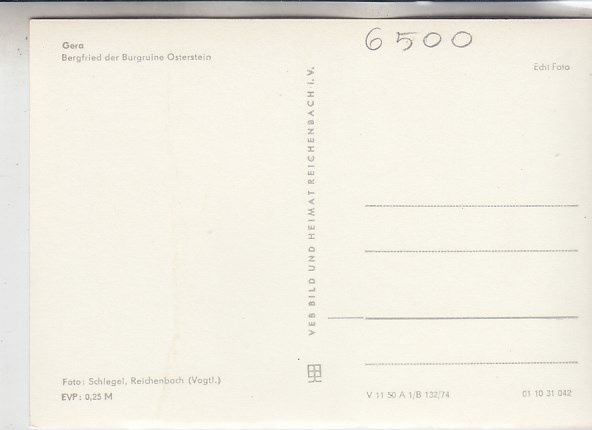 Gera
Bergfried der Burgruine Osterstein
6500
Echt Foto
VEB BILD UND HEIMAT REICHENBACH I. V.
Foto: Schlegel, Reichenbach (Vogtl.)
EVP: 0,25 M
V 11 50 A 1/B 132/74
01 10 31 042